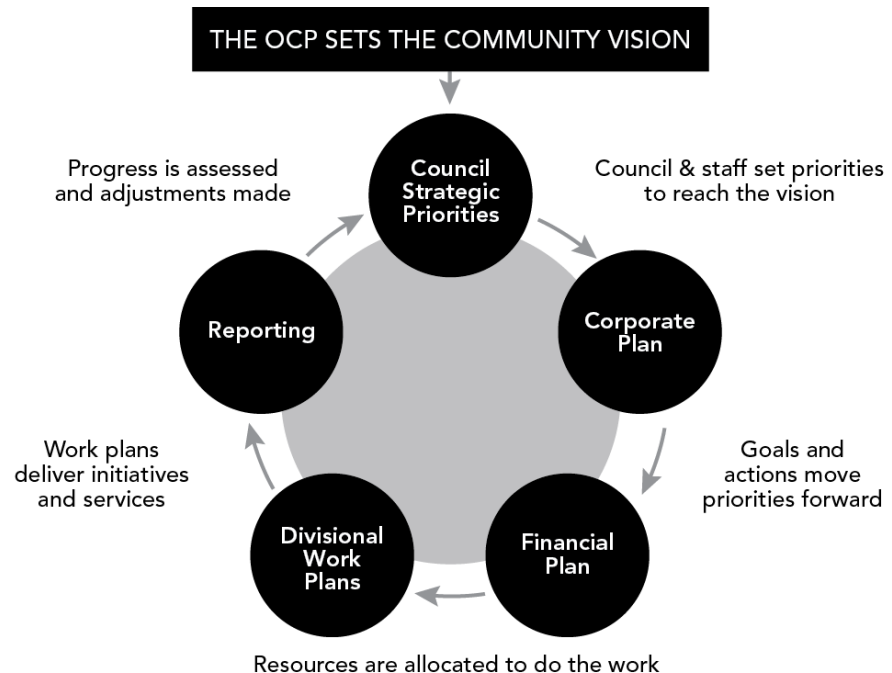 THE OCP SETS THE COMMUNITY VISION
Council
Strategic
Priorities
Council & staff set priorities
to reach the vision
Corporate
Plan
Goals and
actions move
priorities forward
Financial
Plan
Resources are allocated to do the work
Divisional
Work
Plans
Work plans
deliver initiatives
and services
Reporting
Progress is assessed
and adjustments made